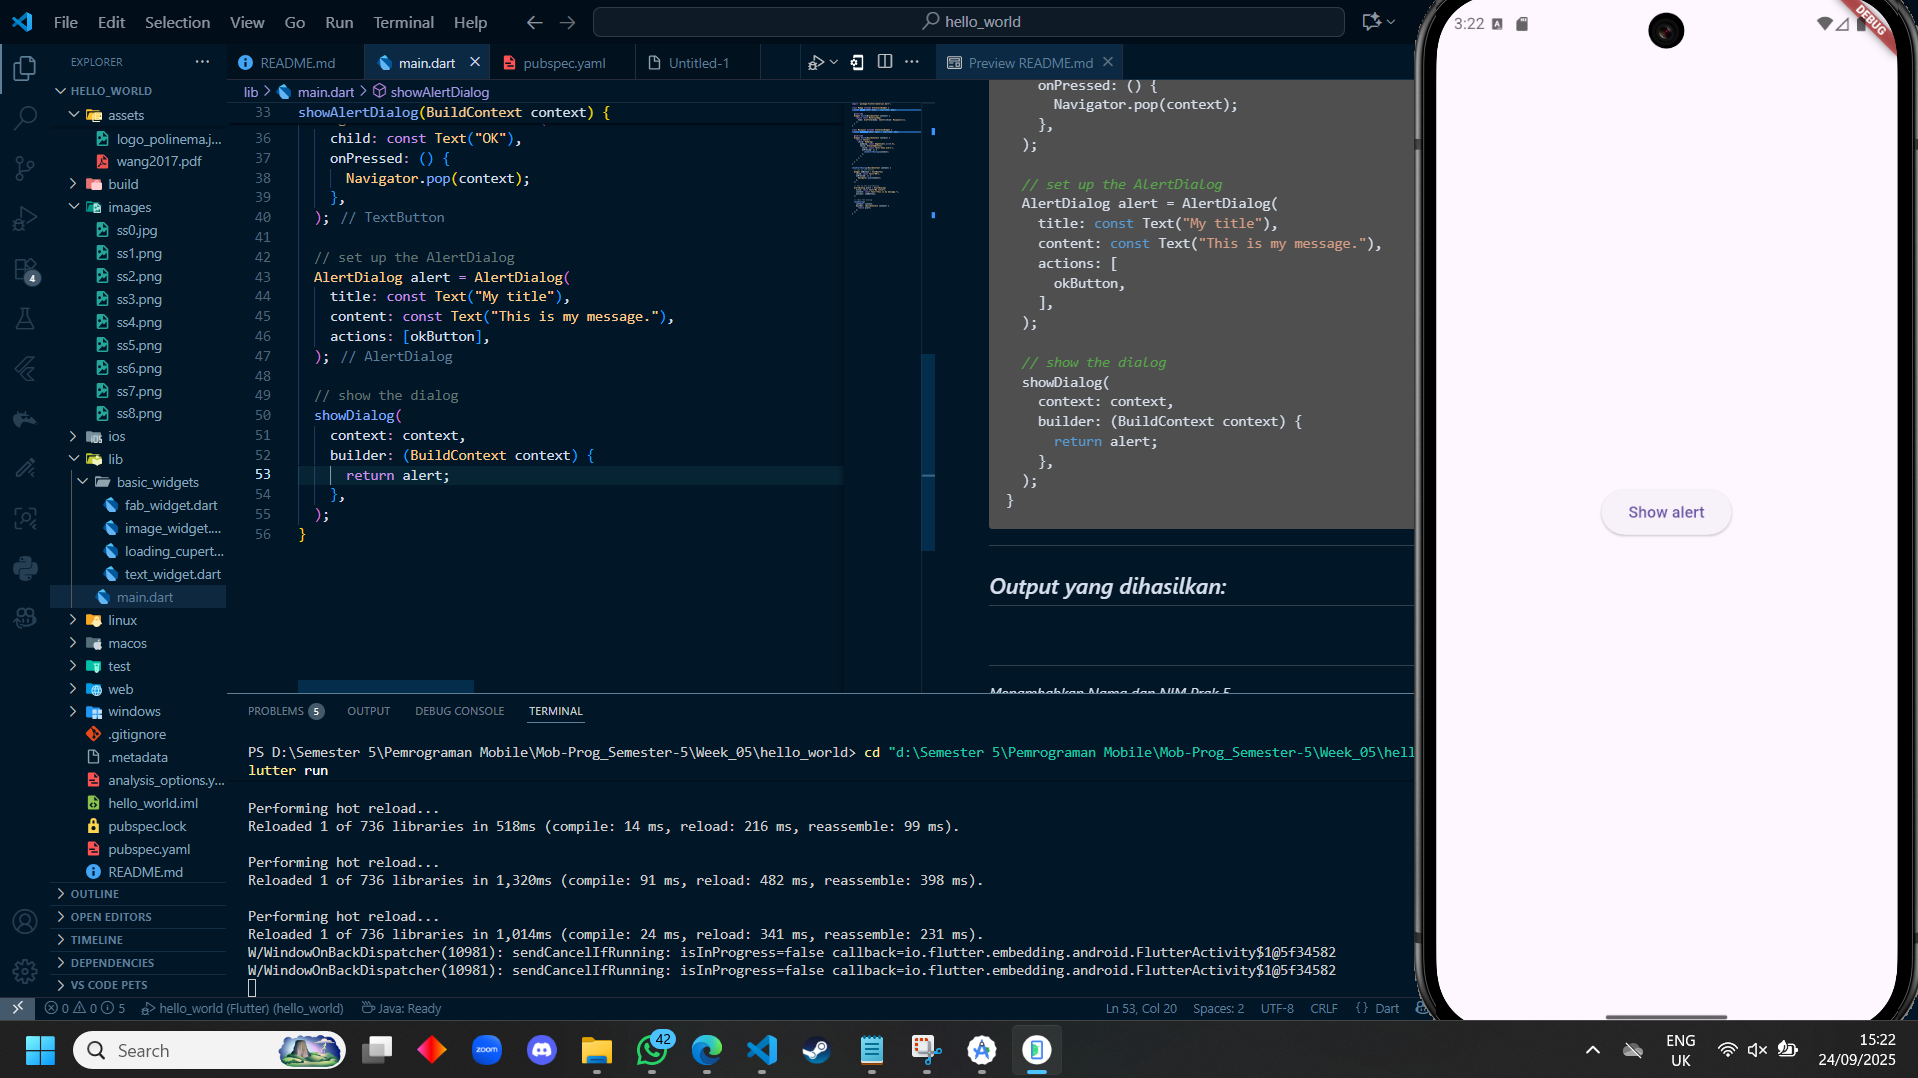 File Edit Selection View Go Run Terminal Help
hello_world
EXPLORER
HELLO_WORLD
assets
logo_polinema.j...
wang2017.pdf
build
images
ss0.jpg
ss1.png
ss2.png
ss3.png
ss4.png
ss5.png
ss6.png
ss7.png
ss8.png
ios
lib
basic_widgets
fab_widget.dart
image_widget....
loading_cupert...
text_widget.dart
main.dart
linux
macos
test
web
windows
.gitignore
.metadata
analysis_options.y...
hello_world.iml
pubspec.lock
pubspec.yaml
README.md
OUTLINE
OPEN EDITORS
TIMELINE
DEPENDENCIES
VS CODE PETS
4
README.md main.dart pubspec.yaml Untitled-1
lib > main.dart > showAlertDialog
33 showAlertDialog(BuildContext context) {
36 child: const Text("OK"),
37 onPressed: () {
38 Navigator.pop(context);
39 },
40 ); // TextButton
41
42 // set up the AlertDialog
43 AlertDialog alert = AlertDialog(
44 title: const Text("My title"),
45 content: const Text("This is my message."),
46 actions: [okButton],
47 ); // AlertDialog
48
49 // show the dialog
50 showDialog(
51 context: context,
52 builder: (BuildContext context) {
53 return alert;
54 },
55 );
56 }
Preview README.md
onPressed: () {
Navigator.pop(context);
},
);
// set up the AlertDialog
AlertDialog alert = AlertDialog(
title: const Text("My title"),
content: const Text("This is my message."),
actions: [
okButton,
],
);
// show the dialog
showDialog(
context: context,
builder: (BuildContext context) {
return alert;
},
);
}
Output yang dihasilkan:
Menambahkan Nama dan NIM Prak 5
PROBLEMS 5 OUTPUT DEBUG CONSOLE TERMINAL
PS D:\Semester 5\Pemrograman Mobile\Mob-Prog_Semester-5\Week_05\hello_world> cd "d:\Semester 5\Pemrograman Mobile\Mob-Prog_Semester-5\Week_05\hell
lutter run
Performing hot reload...
Reloaded 1 of 736 libraries in 518ms (compile: 14 ms, reload: 216 ms, reassemble: 99 ms).
Performing hot reload...
Reloaded 1 of 736 libraries in 1,320ms (compile: 91 ms, reload: 482 ms, reassemble: 398 ms).
Performing hot reload...
Reloaded 1 of 736 libraries in 1,014ms (compile: 24 ms, reload: 341 ms, reassemble: 231 ms).
W/WindowOnBackDispatcher(10981): sendCancelIfRunning: isInProgress=false callback=io.flutter.embedding.android.FlutterActivity$1@5f34582
W/WindowOnBackDispatcher(10981): sendCancelIfRunning: isInProgress=false callback=io.flutter.embedding.android.FlutterActivity$1@5f34582
0 0 5 hello_world (Flutter) (hello_world) Java: Ready
Ln 53, Col 20 Spaces: 2 UTF-8 CRLF {} Dart
3:22
DEBUG
Show alert
Search
zoom
42
ENG
UK
15:22
24/09/2025